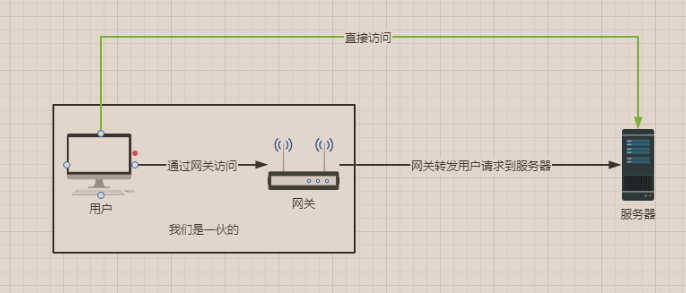 直接访问
通过网关访问
网关转发用户请求到服务器
用户
网关
服务器
我们是一伙的